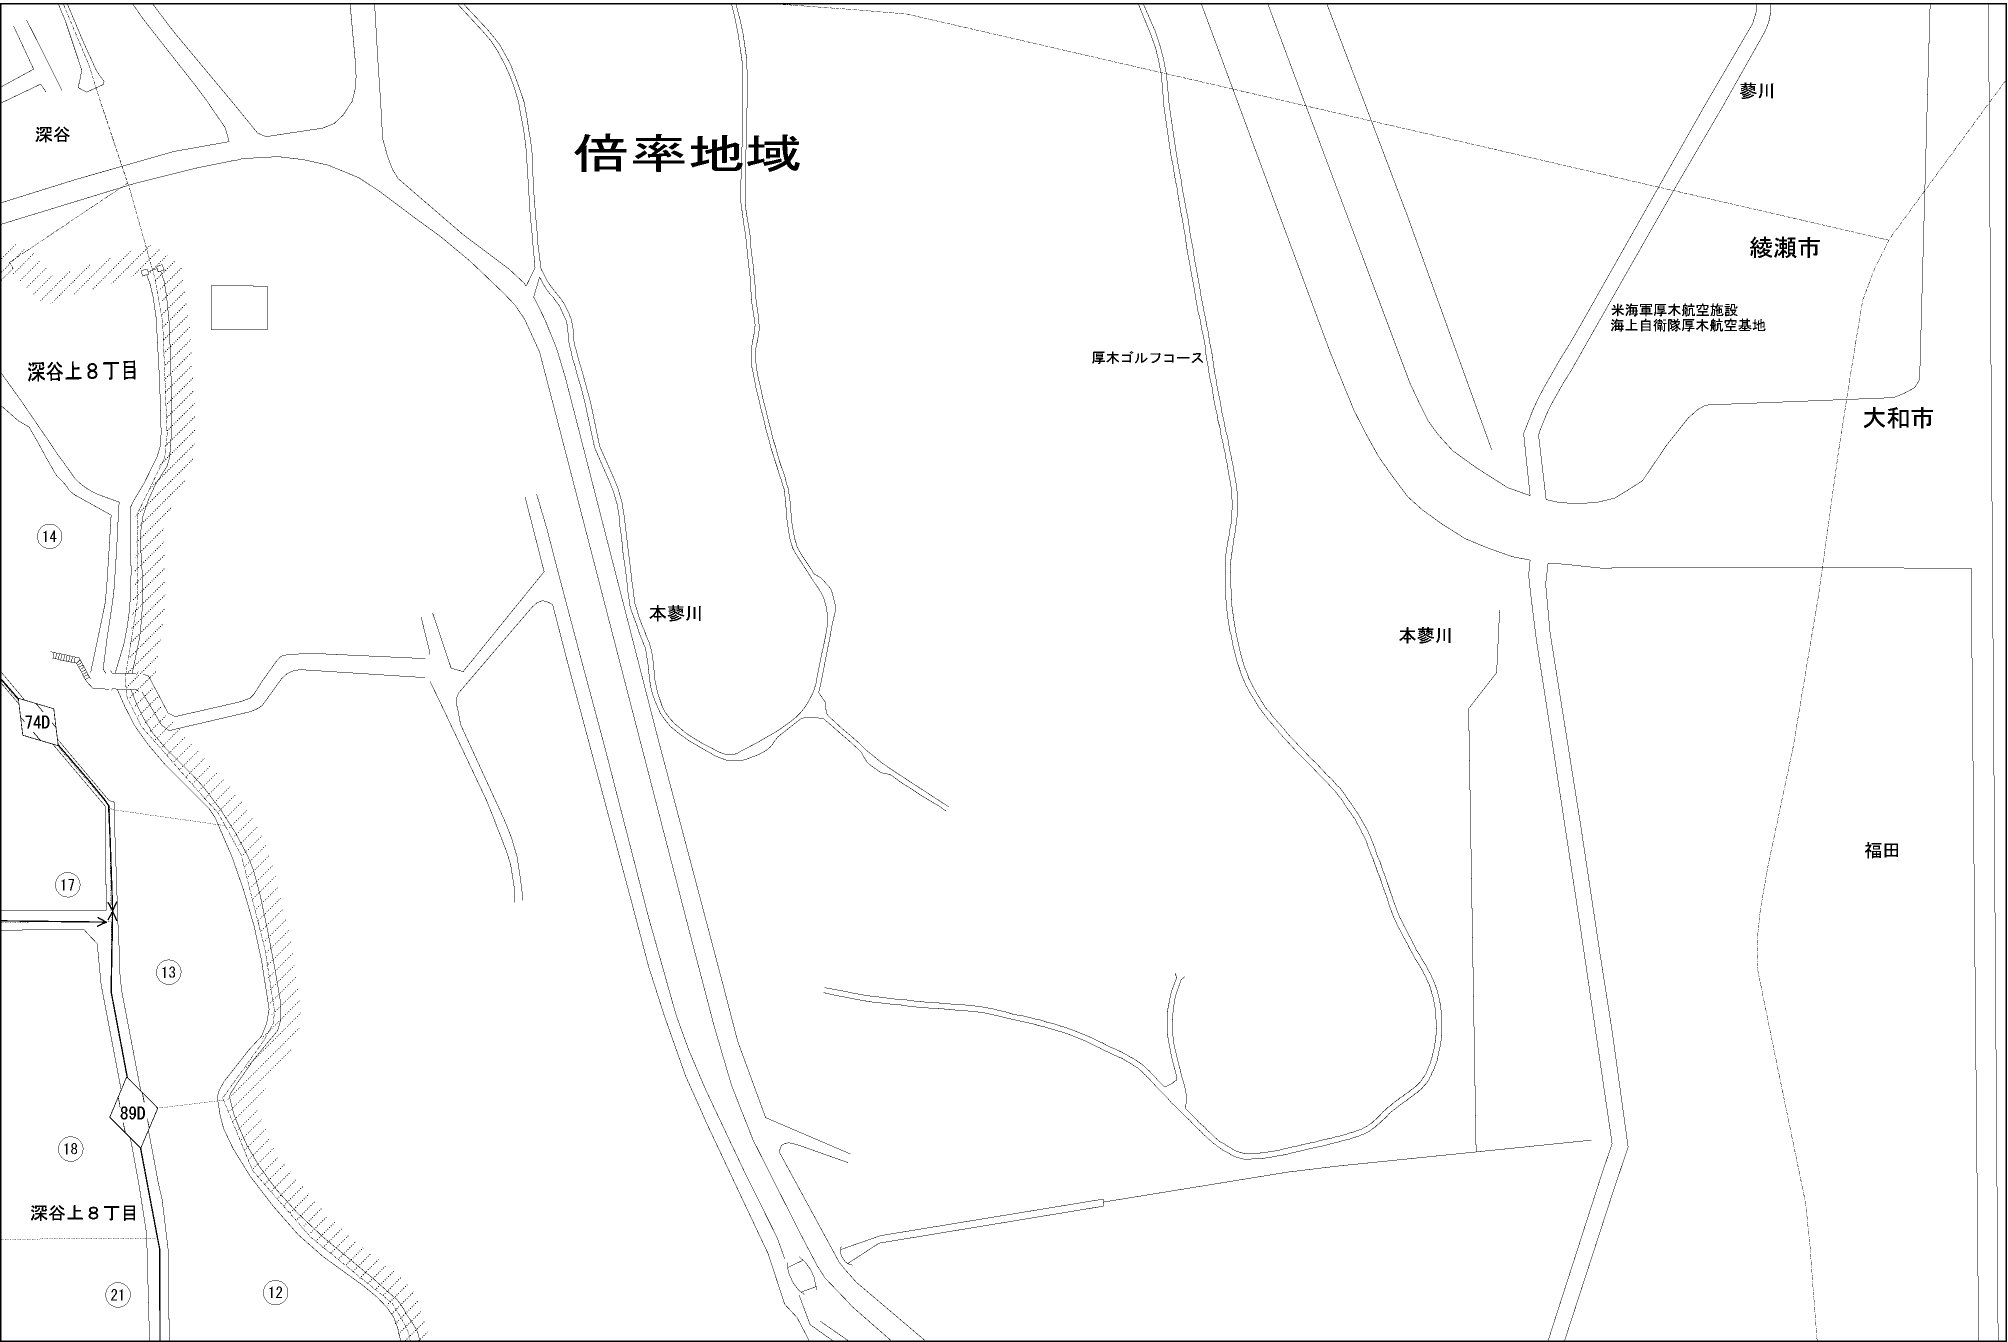 蓼川
深谷
倍率地域
綾瀬市
米海軍厚木航空施設
海上自衛隊厚木航空基地
厚木ゴルフコース
深谷上８丁目
大和市
14
本蓼川
本蓼川
74D
福田
17
13
89D
18
深谷上８丁目
21
12